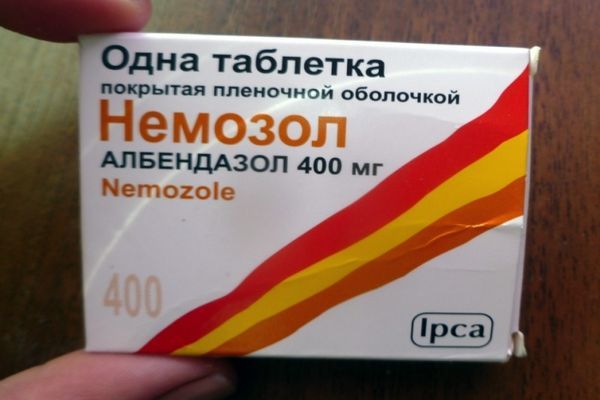 Одна таблетка
покрытая пленочной оболочкой
Немозол
АЛБЕНДАЗОЛ 400 мг
Nemozole
400
Ipca